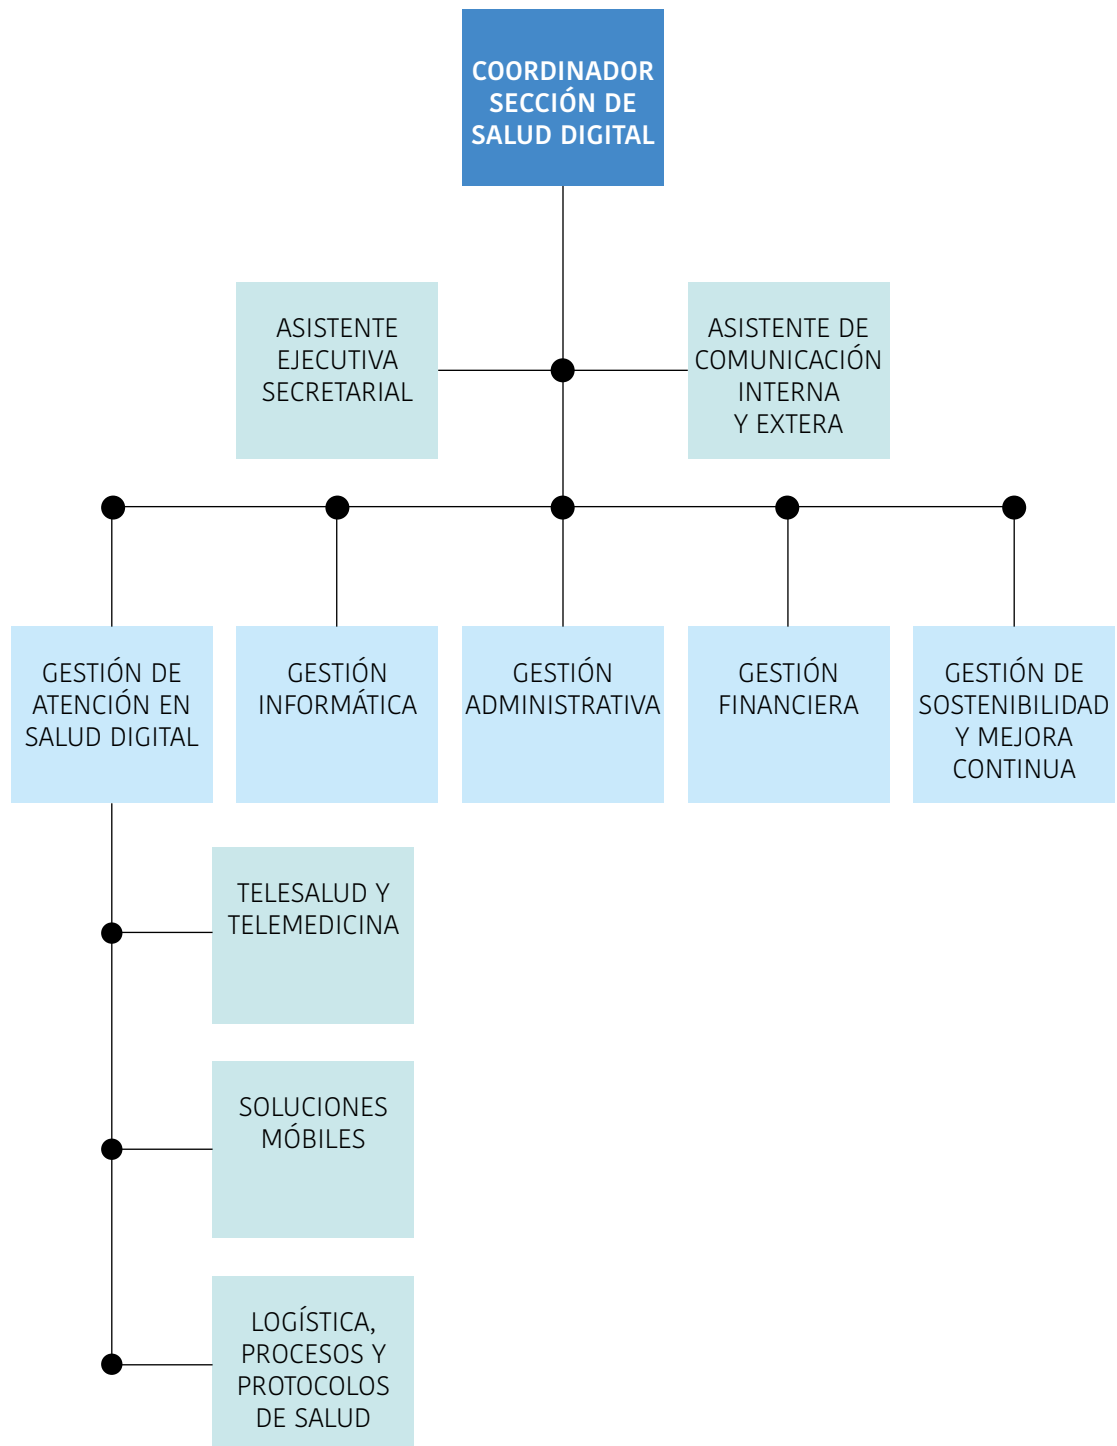 COORDINADOR
SECCIÓN DE
SALUD DIGITAL
ASISTENTE
EJECUTIVA
SECRETARIAL
ASISTENTE DE
COMUNICACIÓN
INTERNA
Y EXTERA
GESTIÓN DE
ATENCIÓN EN
SALUD DIGITAL
GESTIÓN
INFORMÁTICA
GESTIÓN
ADMINISTRATIVA
GESTIÓN
FINANCIERA
GESTIÓN DE
SOSTENIBILIDAD
Y MEJORA
CONTINUA
TELESALUD Y
TELEMEDICINA
SOLUCIONES
MÓBILES
LOGÍSTICA,
PROCESOS Y
PROTOCOLOS
DE SALUD